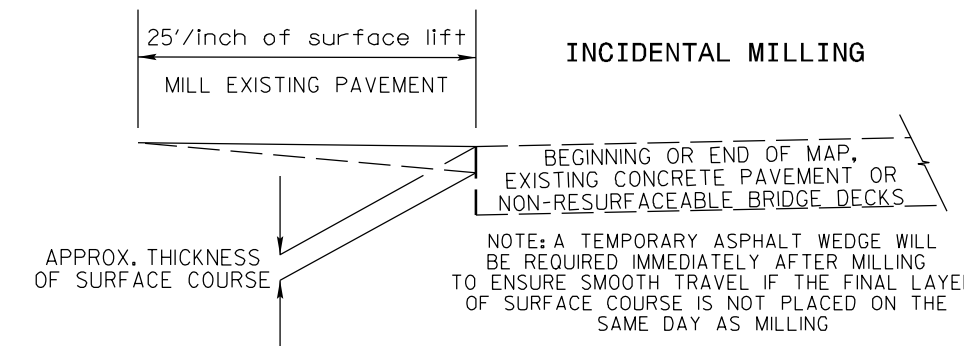 25'/inch of surface lift
INCIDENTAL MILLING
MILL EXISTING PAVEMENT
BEGINNING OR END OF MAP,
EXISTING CONCRETE PAVEMENT OR
NON-RESURFACEABLE BRIDGE DECKS
APPROX. THICKNESS
OF SURFACE COURSE
NOTE: A TEMPORARY ASPHALT WEDGE WILL
BE REQUIRED IMMEDIATELY AFTER MILLING
TO ENSURE SMOOTH TRAVEL IF THE FINAL LAYER
OF SURFACE COURSE IS NOT PLACED ON THE
SAME DAY AS MILLING